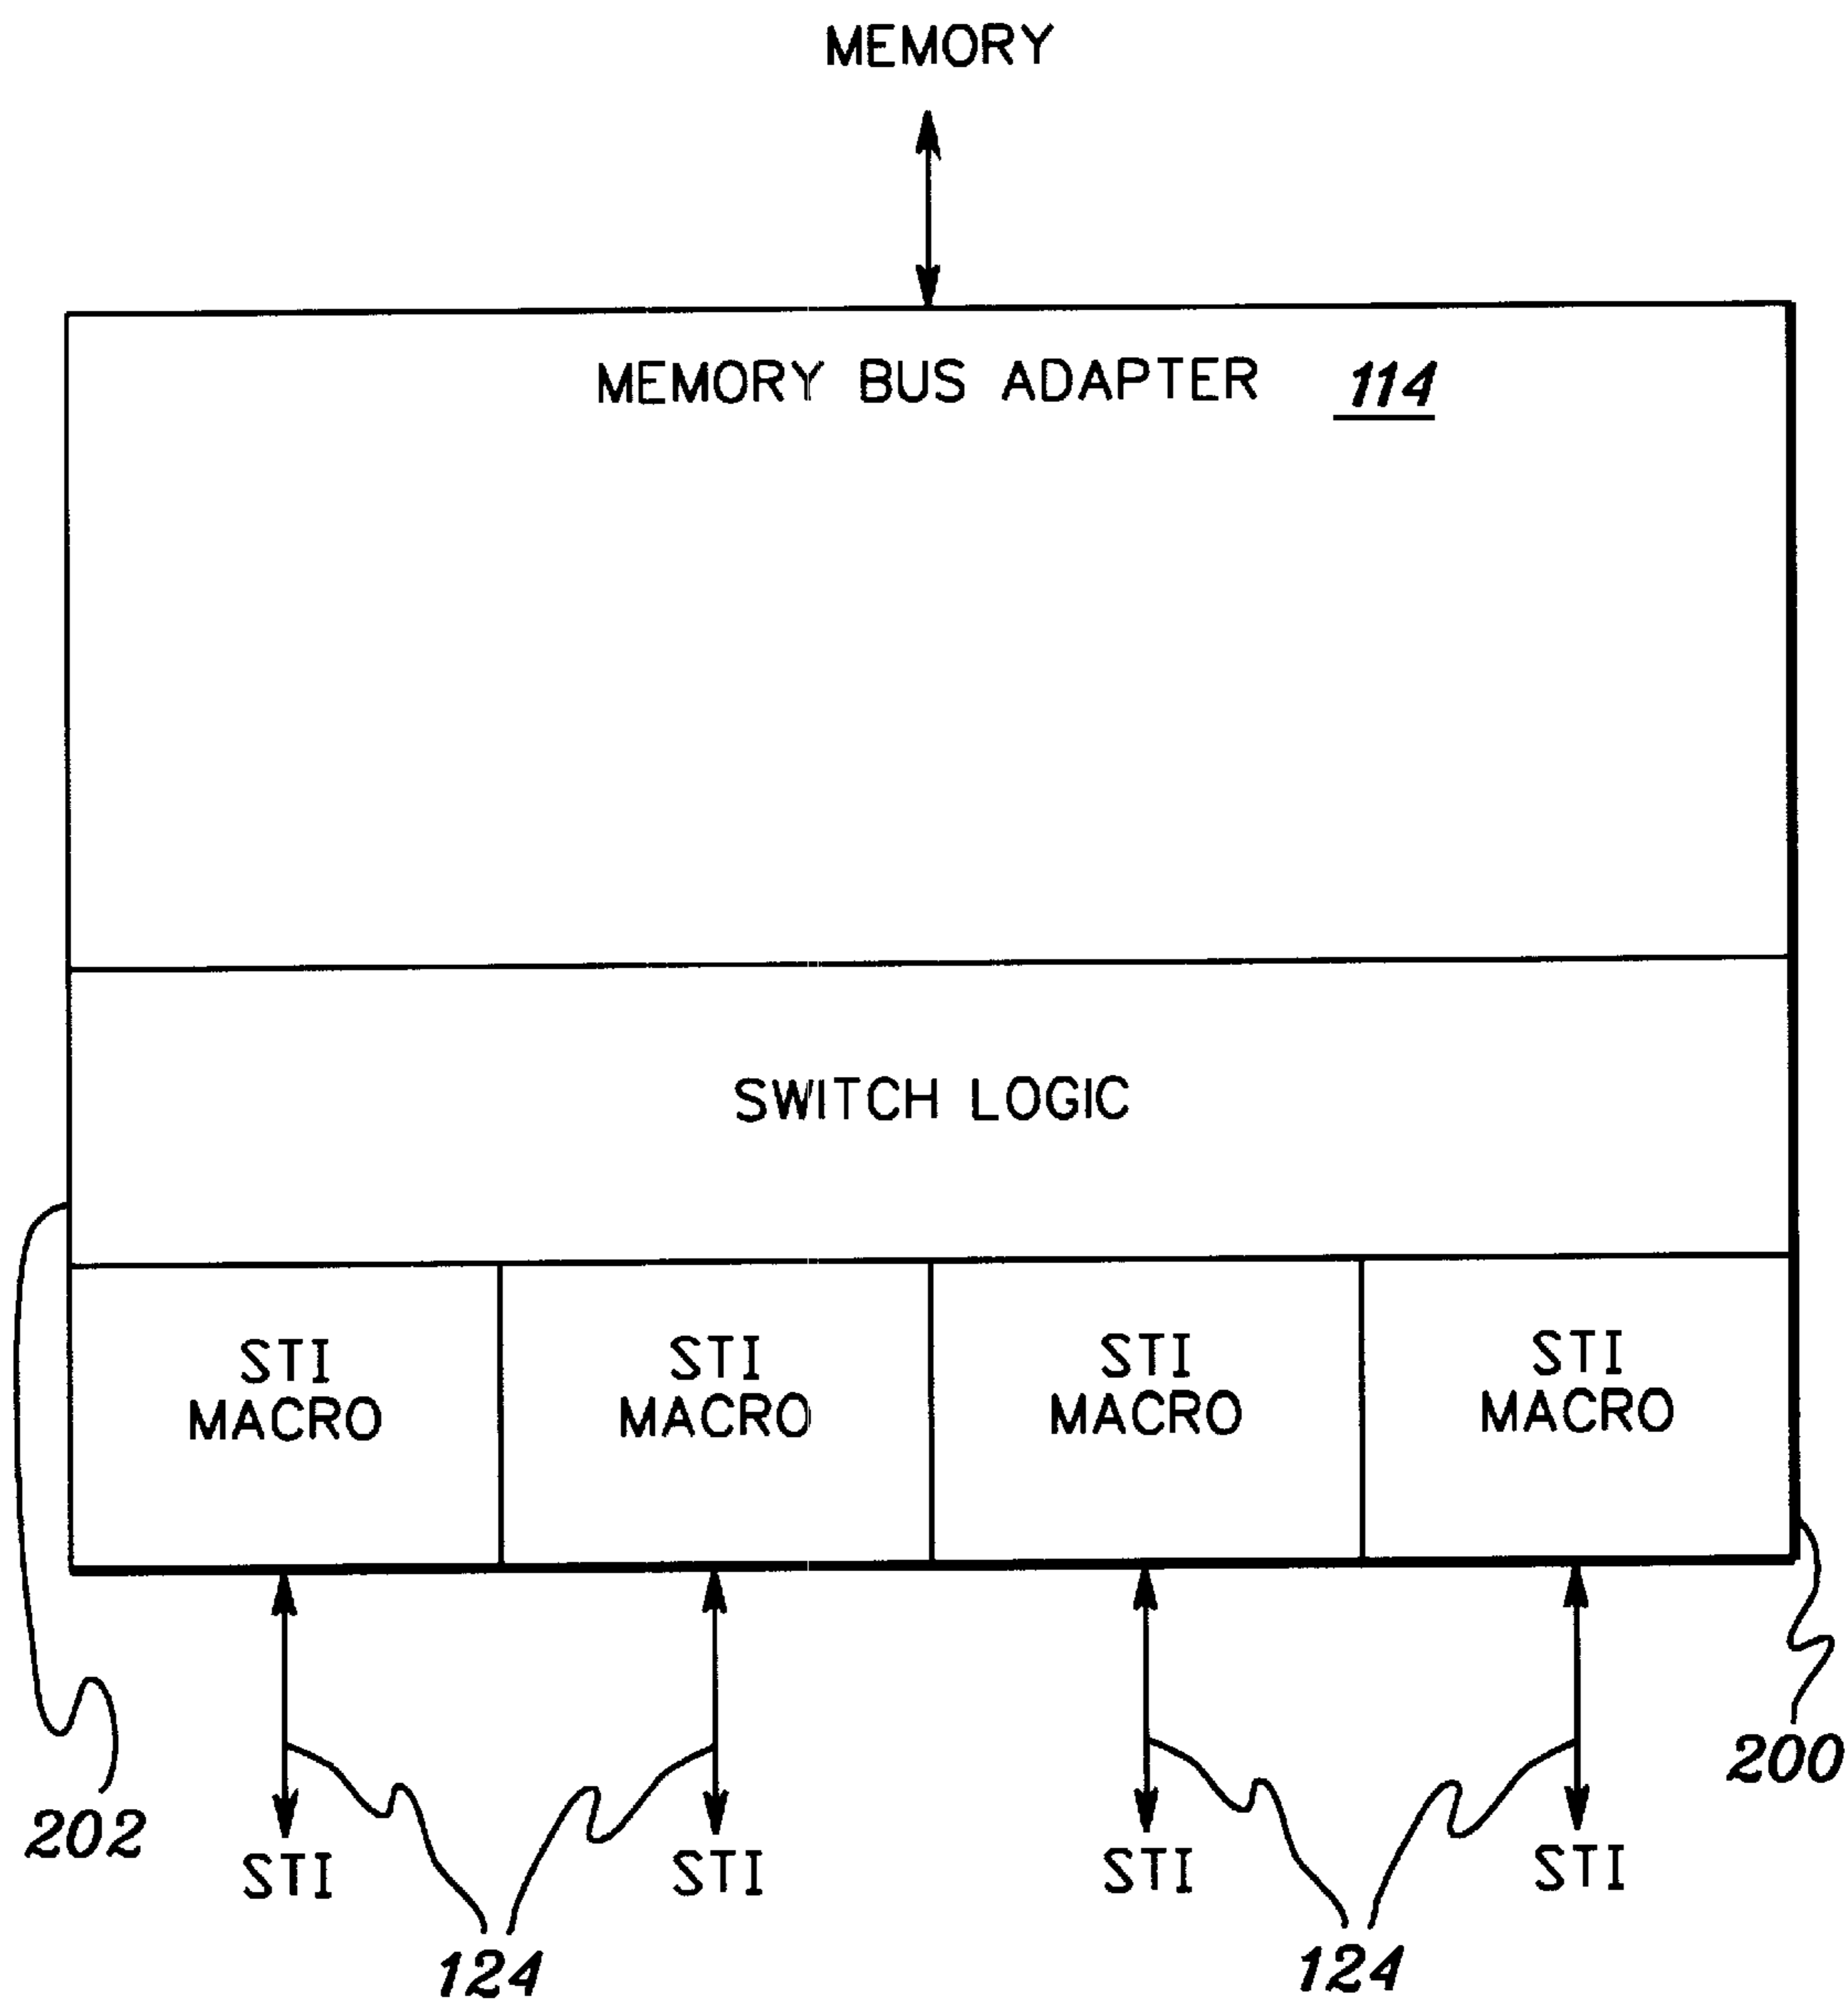 MEMORY
MEMORY BUS ADAPTER 114
SWITCH LOGIC
STI MACRO
STI MACRO
STI MACRO
STI MACRO
202
STI
STI
STI
STI
200
124
124